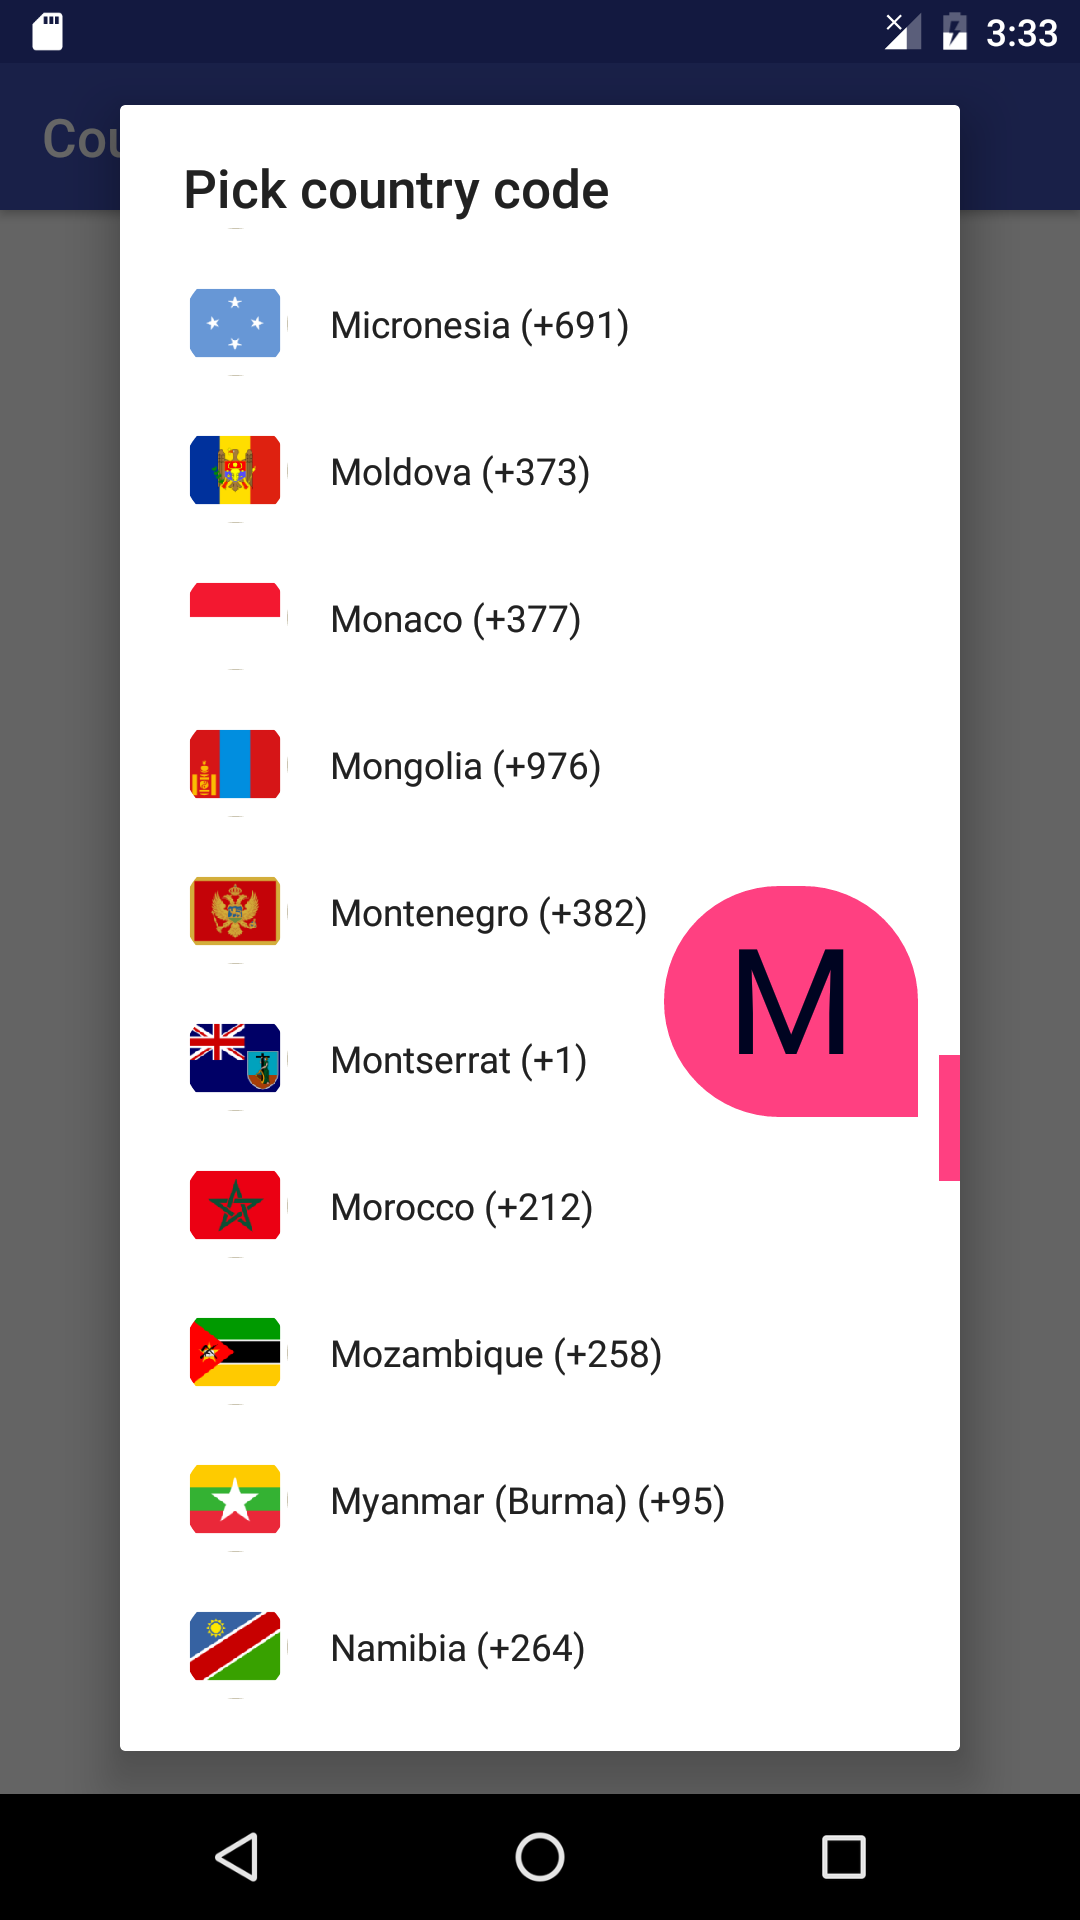 3:33
Cou
Pick country code
Micronesia (+691)
Moldova (+373)
Monaco (+377)
Mongolia (+976)
Montenegro (+382)
M
Montserrat (+1)
Morocco (+212)
Mozambique (+258)
Myanmar (Burma) (+95)
Namibia (+264)